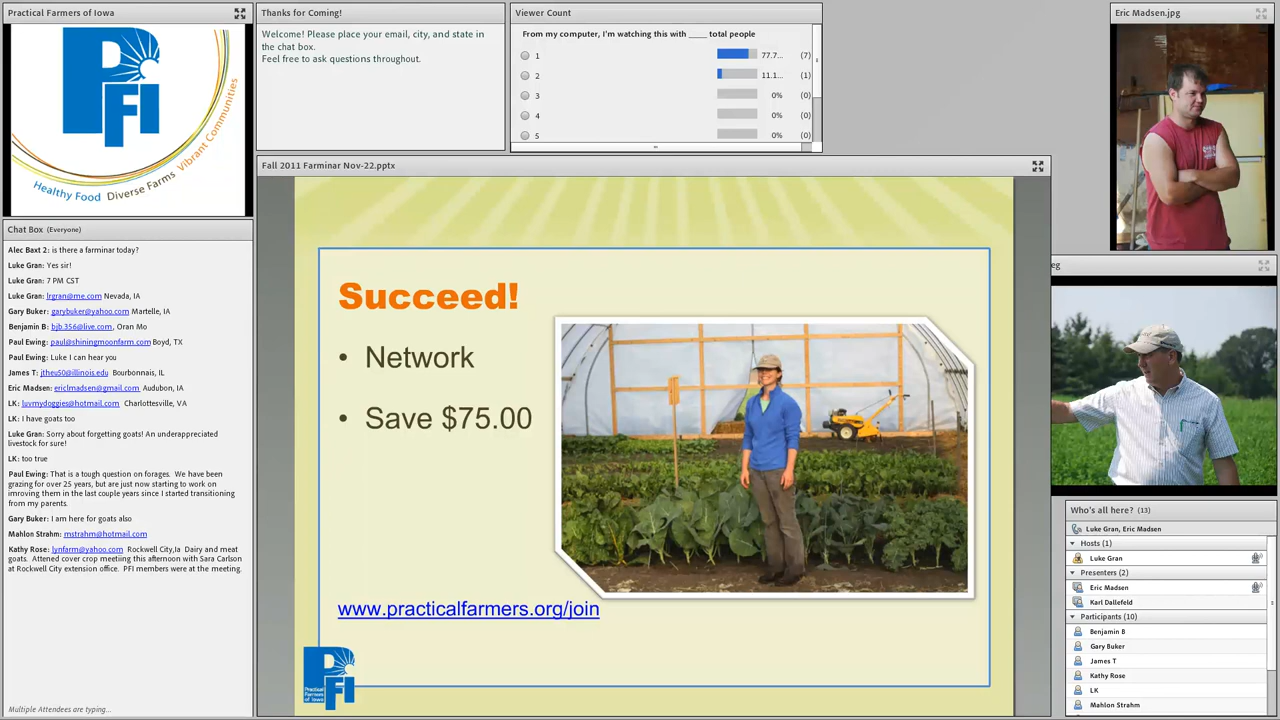 Practical Farmers of Iowa
PFI
Healthy Food Diverse Farms Vibrant Communities
Thanks for Coming!
Welcome! Please place your email, city, and state in
the chat box.
Feel free to ask questions throughout.
Viewer Count
From my computer, I'm watching this with ____ total people
1 77.7... (7)
2 11.1... (1)
3 0% (0)
4 0% (0)
5 0% (0)
Eric Madsen.jpg
Chat Box (Everyone)
Alec Baxt 2: is there a farminar today?
Luke Gran: Yes sir!
Luke Gran: 7 PM CST
Luke Gran: lrgran@me.com Nevada, IA
Gary Buker: garybuker@yahoo.com Martelle, IA
Benjamin B: bjb.356@live.com, Oran Mo
Paul Ewing: paul@shiningmoonfarm.com Boyd, TX
Paul Ewing: Luke I can hear you
James T: jtheu50@illinois.edu Bourbonnais, IL
Eric Madsen: ericlmadsen@gmail.com Audubon, IA
LK: luvmydoggies@hotmail.com Charlottesville, VA
LK: I have goats too
Luke Gran: Sorry about forgetting goats! An underappreciated
livestock for sure!
LK: too true
Paul Ewing: That is a tough question on forages. We have been
grazing for over 25 years, but are just now starting to work on
imroving them in the last couple years since I started transitioning
from my parents.
Gary Buker: I am here for goats also
Mahlon Strahm: mstrahm@hotmail.com
Kathy Rose: lynfarm@yahoo.com Rockwell City,Ia Dairy and meat
goats. Attened cover crop meetiing this afternoon with Sara Carlson
at Rockwell City extension office. PFI members were at the meeting.
Multiple Attendees are typing...
Fall 2011 Farminar Nov-22.pptx
Succeed!
• Network
• Save $75.00
www.practicalfarmers.org/join
PFI
Practical
Farmers
of Iowa
eg
Who's all here? (13)
Luke Gran, Eric Madsen
Hosts (1)
Luke Gran
Presenters (2)
Eric Madsen
Karl Dallefeld
Participants (10)
Benjamin B
Gary Buker
James T
Kathy Rose
LK
Mahlon Strahm